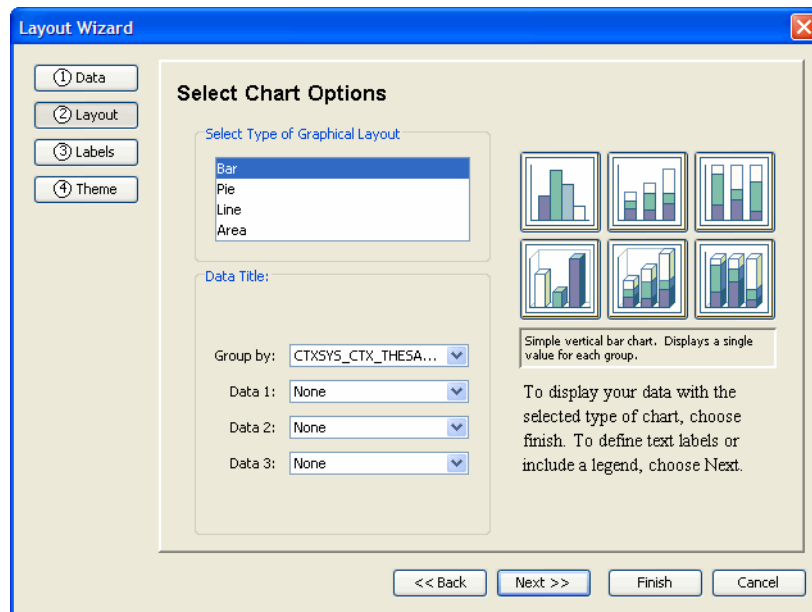 Layout Wizard
① Data
② Layout
③ Labels
④ Theme
Select Chart Options
Select Type of Graphical Layout
Bar
Pie
Line
Area
Data Title:
Group by: CTXSYS_CTX_THESA...
Data 1: None
Data 2: None
Data 3: None
Simple vertical bar chart. Displays a single
value for each group.
To display your data with the
selected type of chart, choose
finish. To define text labels or
include a legend, choose Next.
<< Back Next >> Finish Cancel